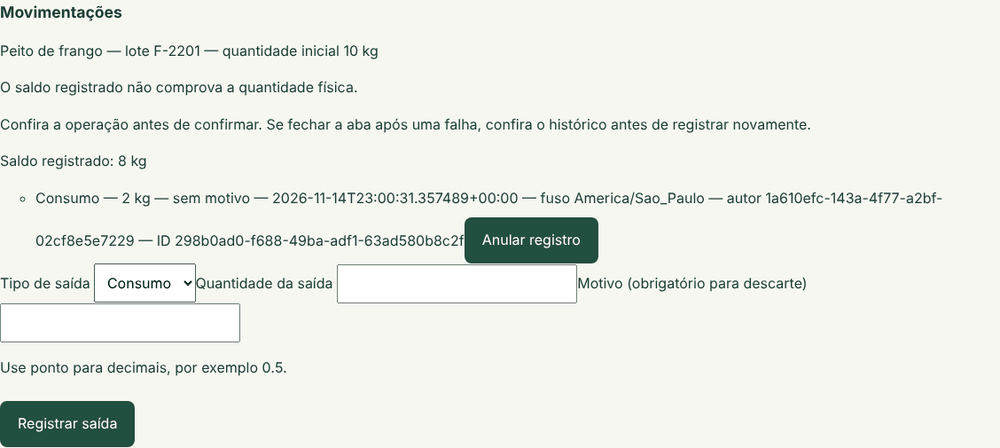 Movimentações
Peito de frango — lote F-2201 — quantidade inicial 10 kg
O saldo registrado não comprova a quantidade física.
Confira a operação antes de confirmar. Se fechar a aba após uma falha, confira o histórico antes de registrar novamente.
Saldo registrado: 8 kg
Consumo — 2 kg — sem motivo — 2026-11-14T23:00:31.357489+00:00 — fuso America/Sao_Paulo — autor 1a610efc-143a-4f77-a2bf-
02cf8e5e7229 — ID 298b0ad0-f688-49ba-adf1-63ad580b8c2f Anular registro
Tipo de saída Consumo Quantidade da saída Motivo (obrigatório para descarte)
Use ponto para decimais, por exemplo 0.5.
Registrar saída